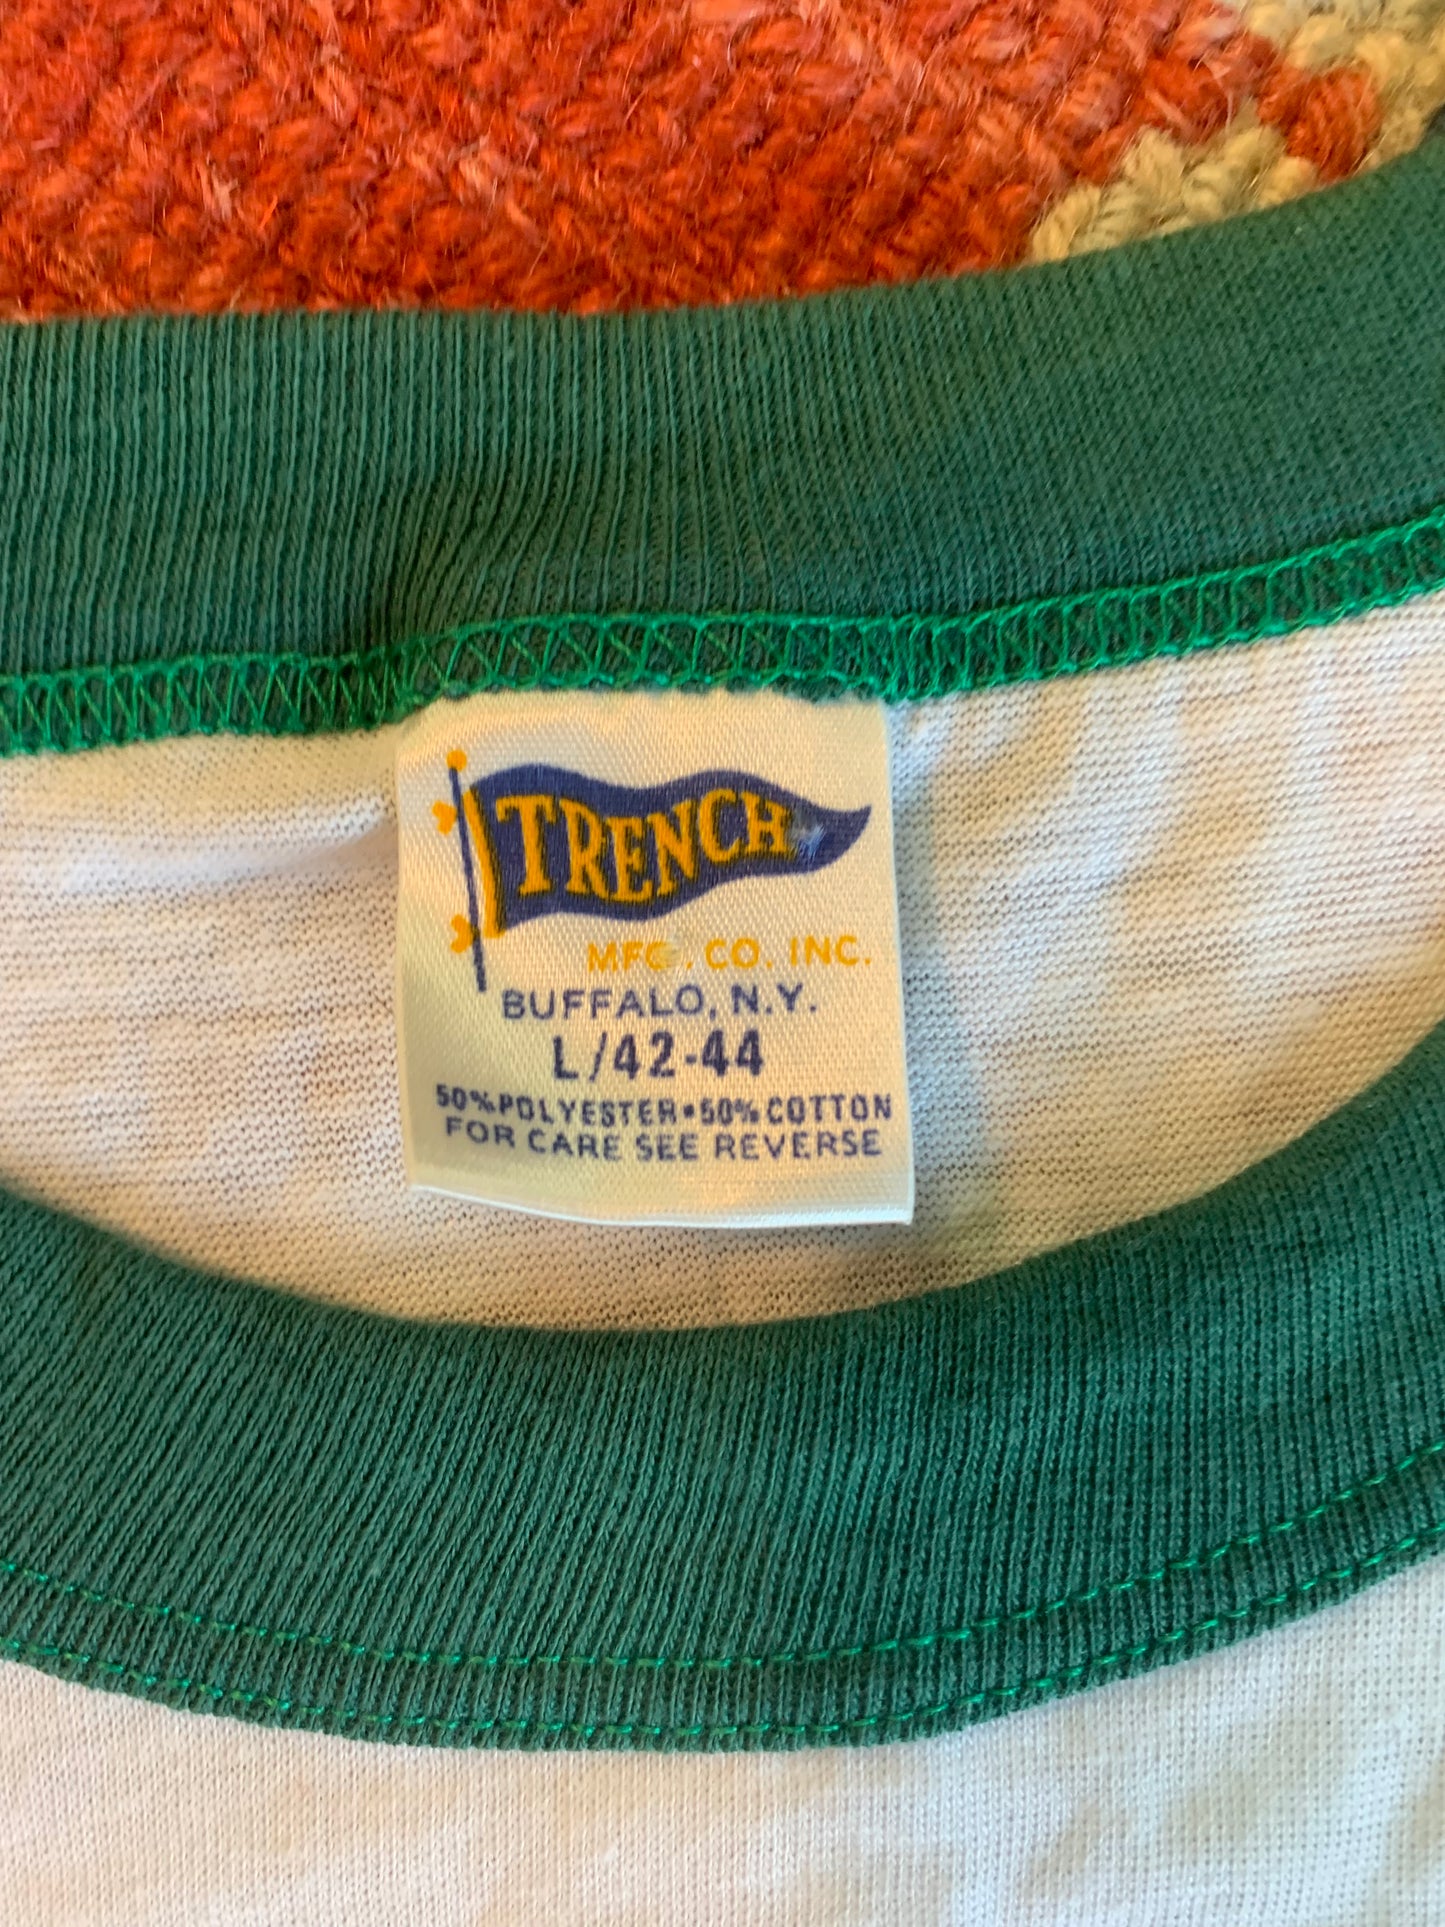 TRENCH
MFG. CO. INC.
BUFFALO, N.Y.
L/42-44
50% POLYESTER • 50% COTTON
FOR CARE SEE REVERSE